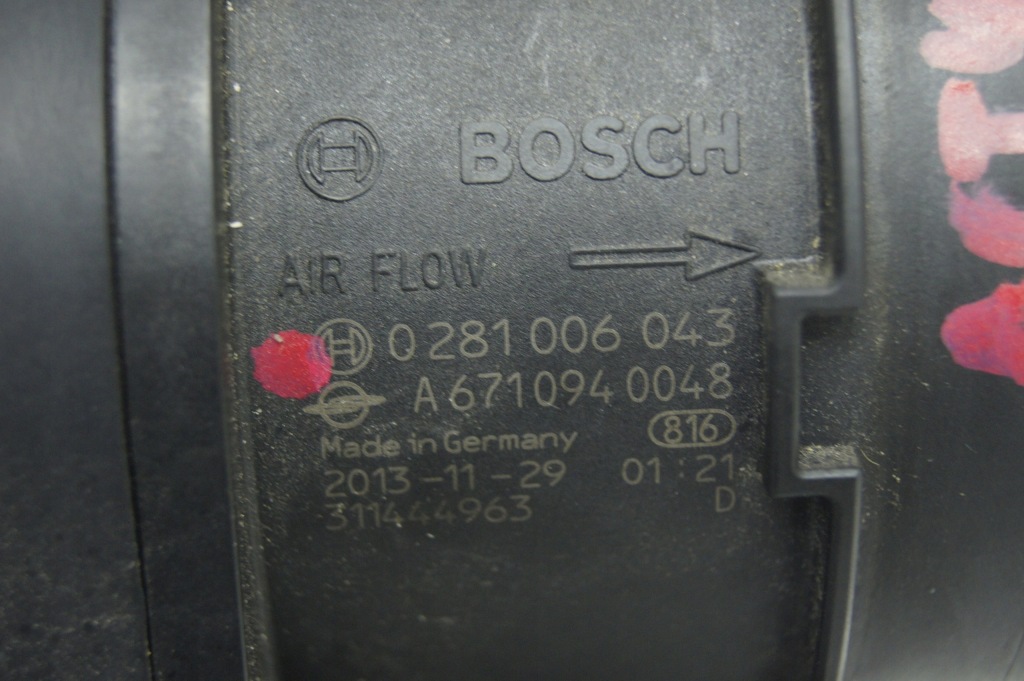 BOSCH
AIR FLOW
0 281 006 043
A 671 094 0048
Made in Germany 816
2013-11-29 01:21
311444963 D